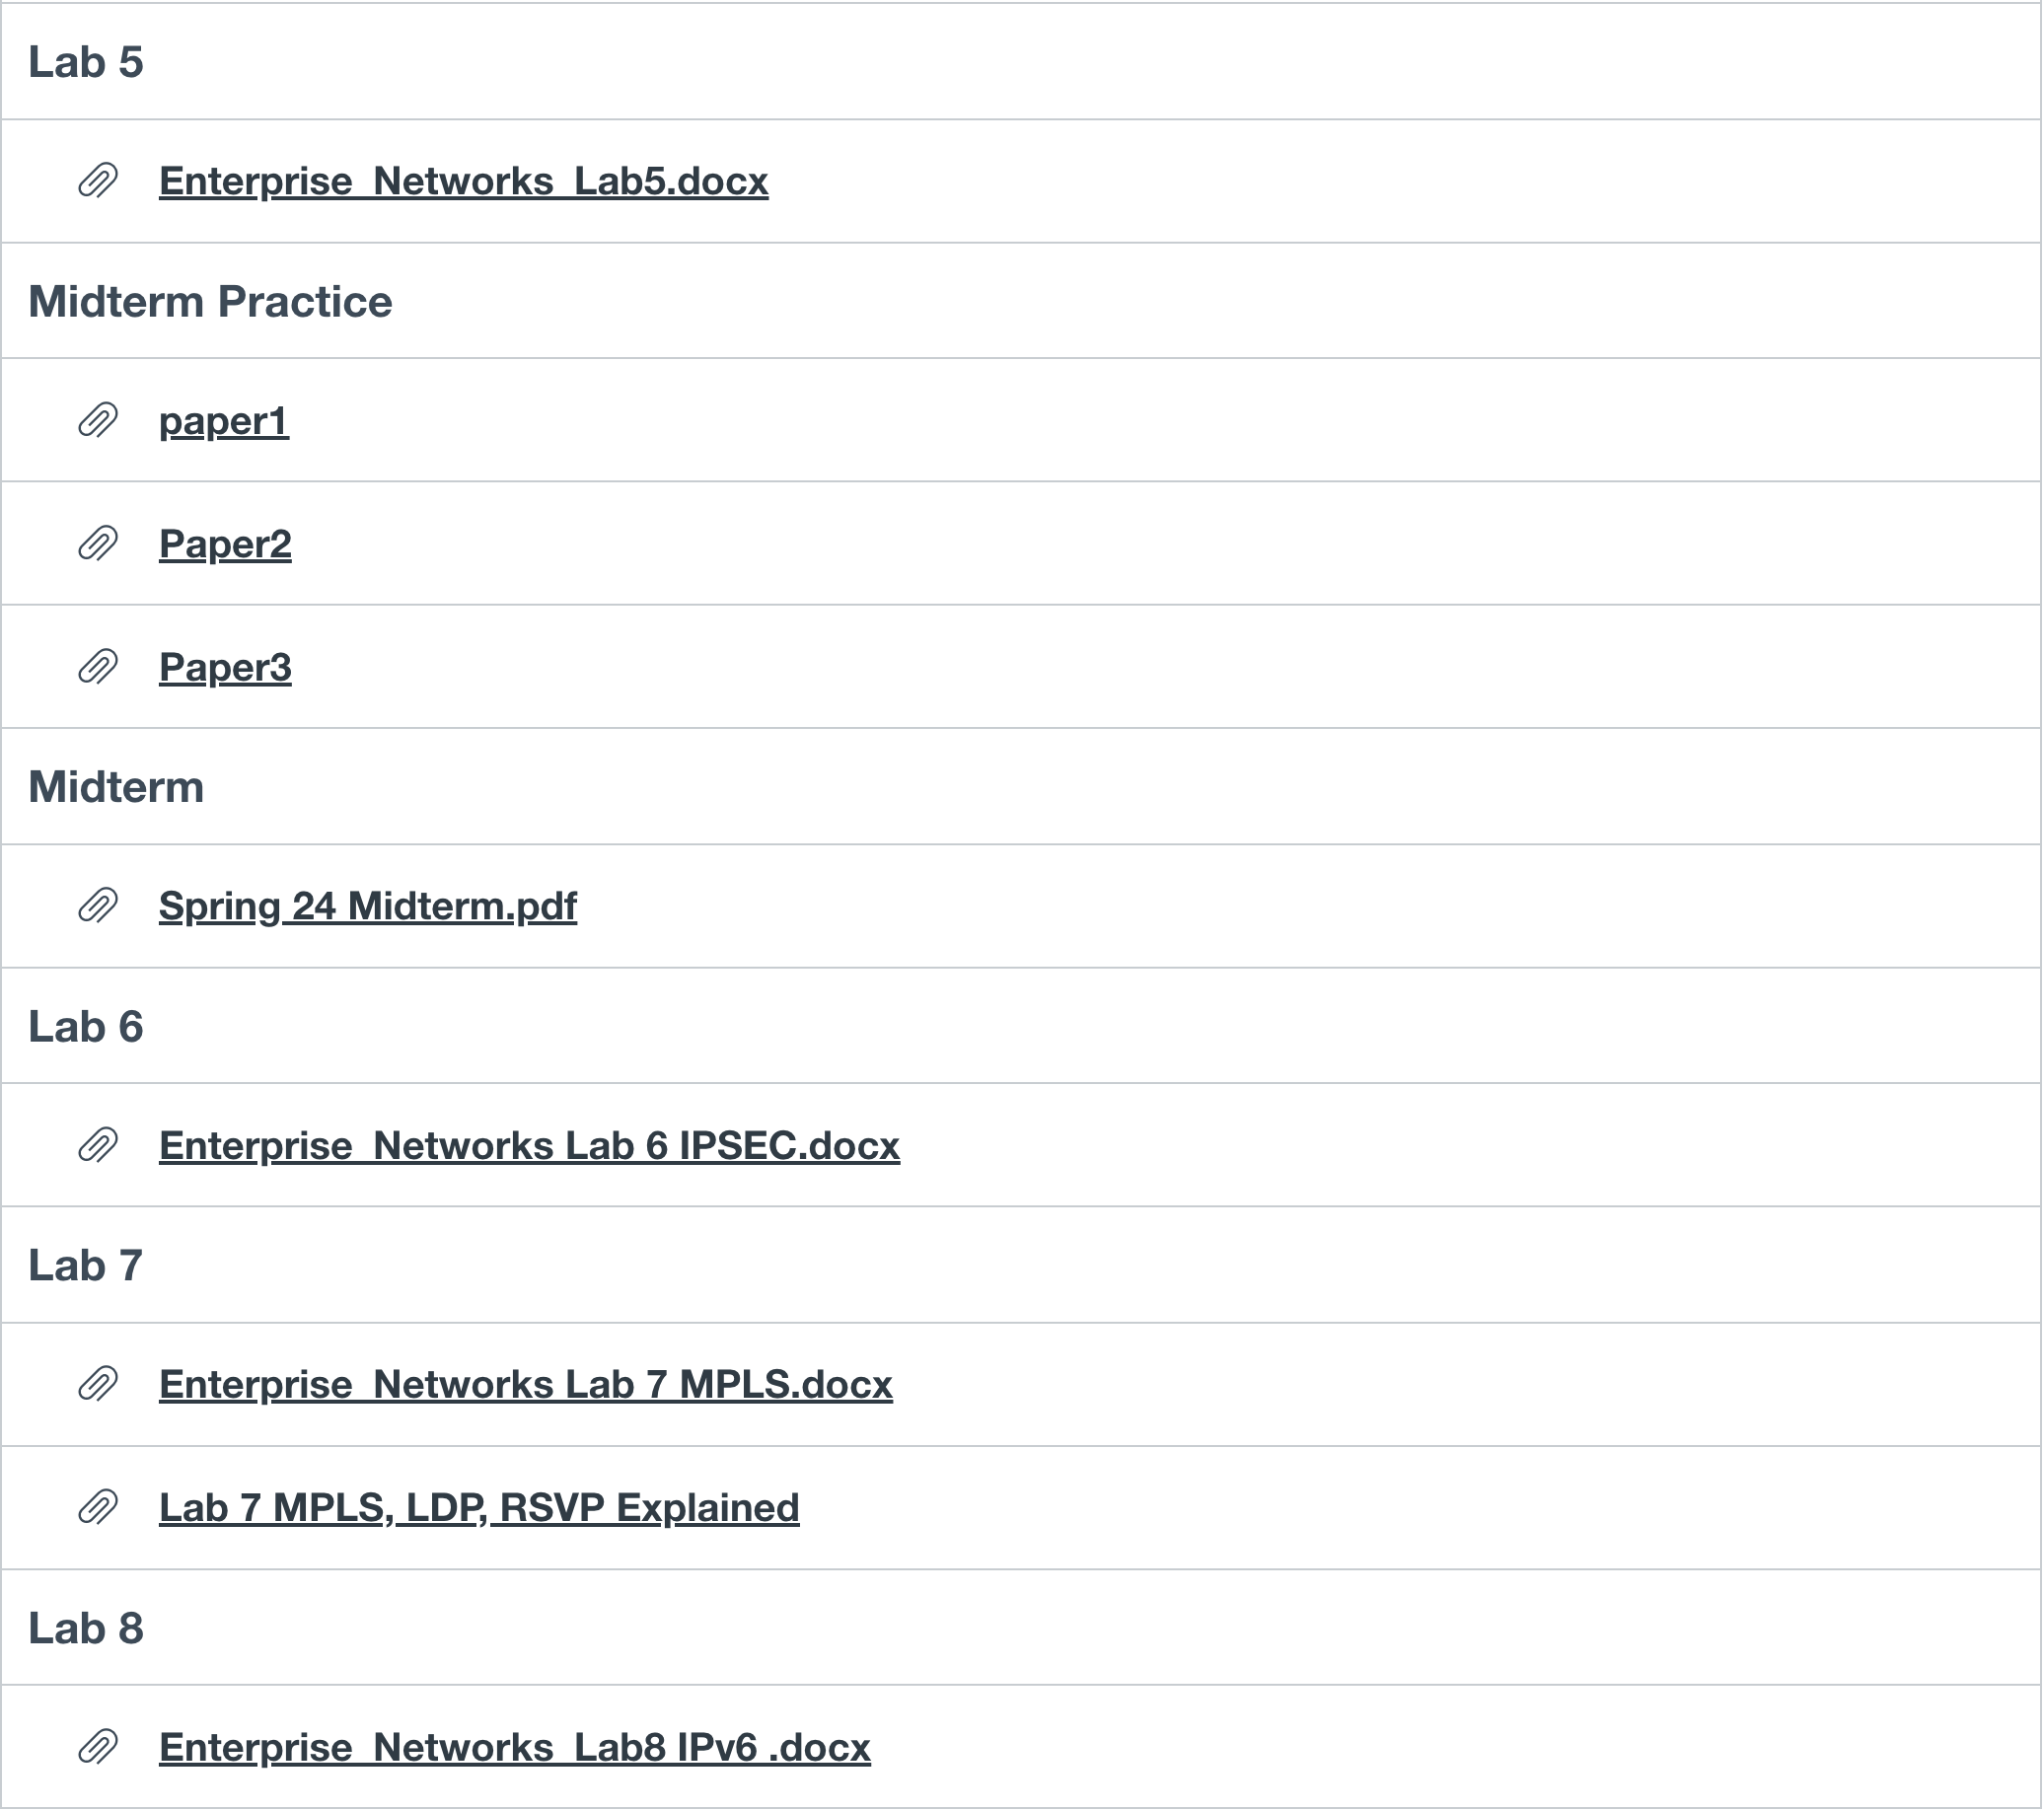 Lab 5
Enterprise_Networks_Lab5.docx
Midterm Practice
paper1
Paper2
Paper3
Midterm
Spring 24 Midterm.pdf
Lab 6
Enterprise_Networks Lab 6 IPSEC.docx
Lab 7
Enterprise_Networks Lab 7 MPLS.docx
Lab 7 MPLS, LDP, RSVP Explained
Lab 8
Enterprise_Networks_Lab8 IPv6 .docx